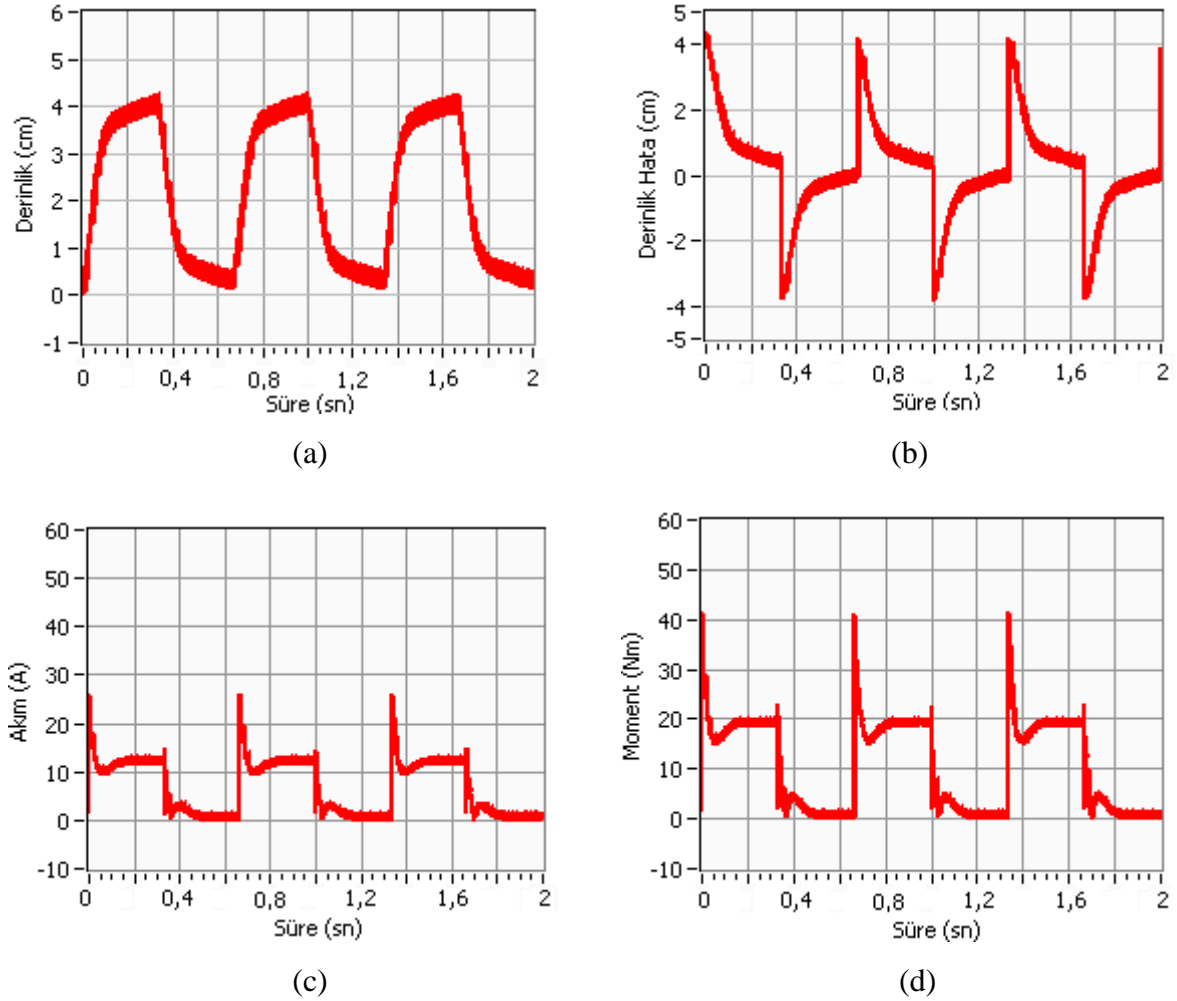 6
5
4
3
2
1
0
-1
Derinlik (cm)
0 0,4 0,8 1,2 1,6 2
Süre (sn)
(a)
5
4
2
0
-2
-4
-5
Derinlik Hata (cm)
0 0,4 0,8 1,2 1,6 2
Süre (sn)
(b)
60
50
40
30
20
10
0
-10
Akım (A)
0 0,4 0,8 1,2 1,6 2
Süre (sn)
(c)
60
50
40
30
20
10
0
-10
Moment (Nm)
0 0,4 0,8 1,2 1,6 2
Süre (sn)
(d)